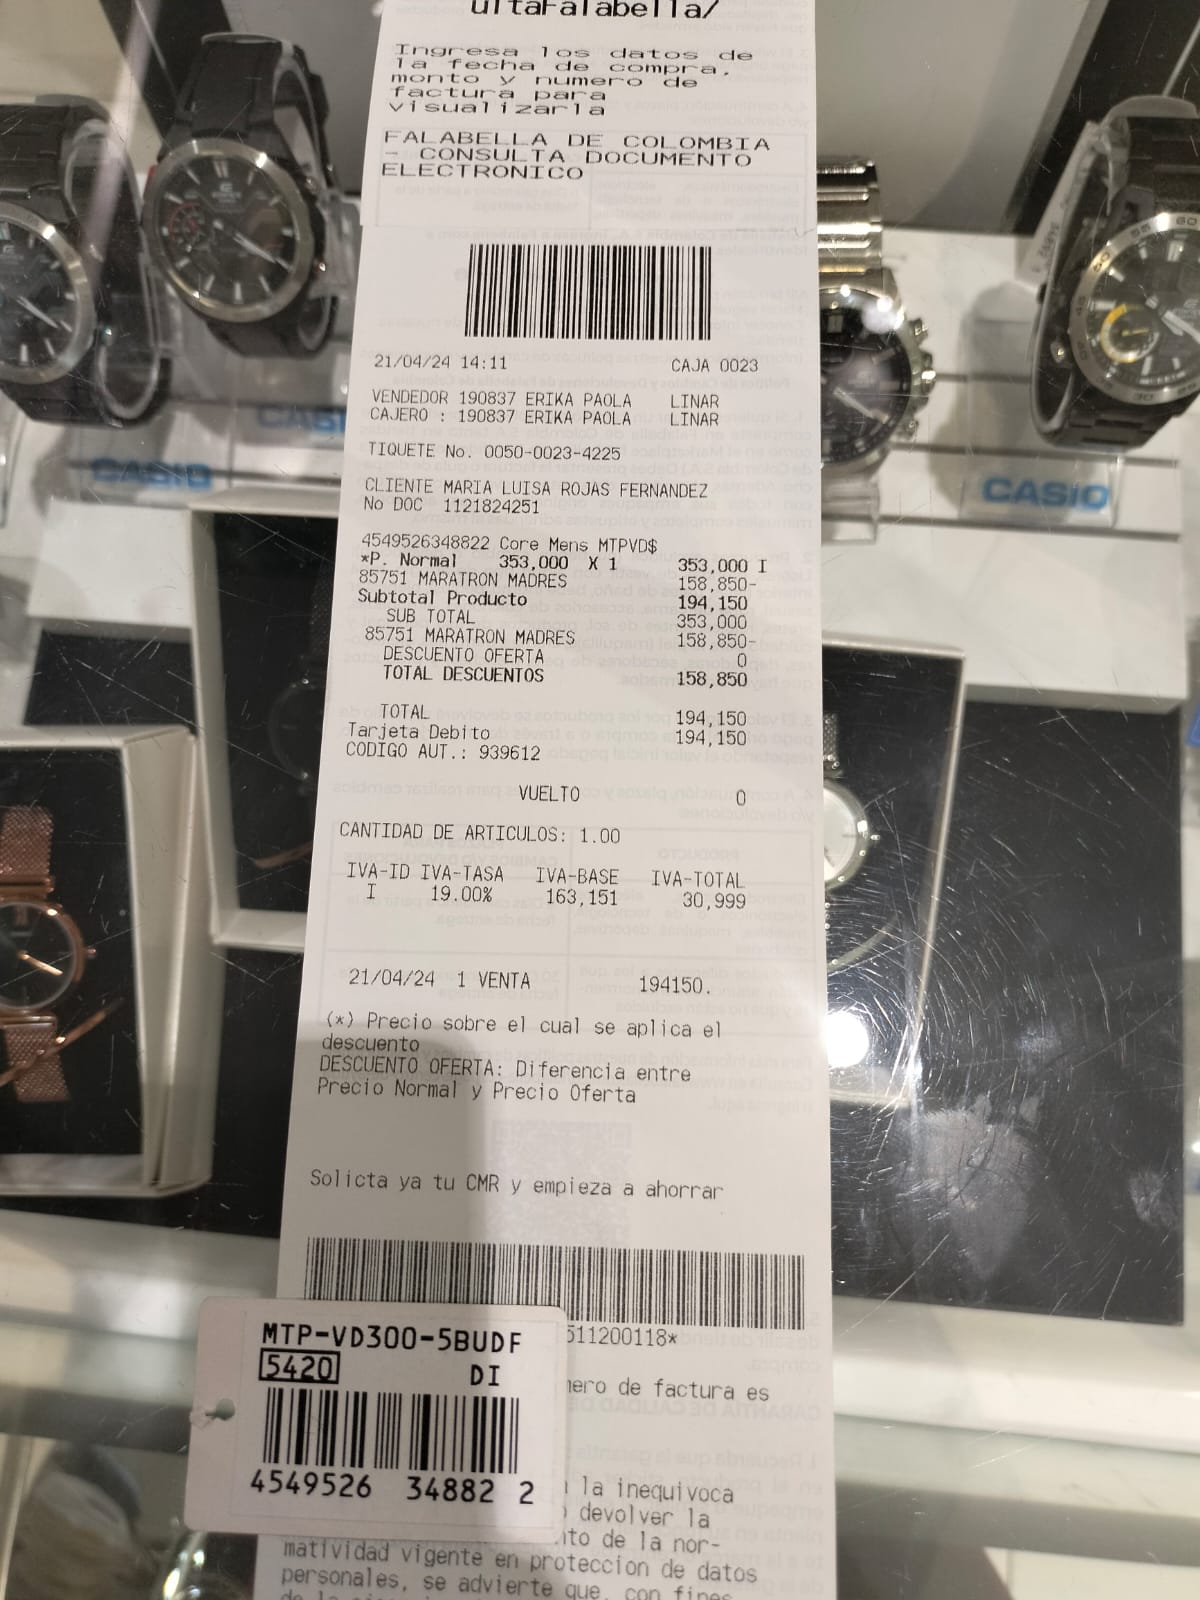 ultaFalabella/
Ingresa los datos de
la fecha de compra,
monto y numero de
factura para
visualizarla
FALABELLA DE COLOMBIA
- CONSULTA DOCUMENTO
ELECTRONICO
21/04/24 14:11 CAJA 0023
VENDEDOR 190837 ERIKA PAOLA LINAR
CAJERO : 190837 ERIKA PAOLA LINAR
TIQUETE No. 0050-0023-4225
CLIENTE MARIA LUISA ROJAS FERNANDEZ
No DOC 1121824251
4549526348822 Core Mens MTPVD$
*P. Normal 353,000 X 1 353,000 I
85751 MARATRON MADRES 158,850-
Subtotal Producto 194,150
SUB TOTAL 353,000
85751 MARATRON MADRES 158,850-
DESCUENTO OFERTA 0
TOTAL DESCUENTOS 158,850
TOTAL 194,150
Tarjeta Debito 194,150
CODIGO AUT.: 939612
VUELTO 0
CANTIDAD DE ARTICULOS: 1.00
IVA-ID IVA-TASA IVA-BASE IVA-TOTAL
I 19.00% 163,151 30,999
21/04/24 1 VENTA 194150.
(*) Precio sobre el cual se aplica el
descuento
DESCUENTO OFERTA: Diferencia entre
Precio Normal y Precio Oferta
Solicta ya tu CMR y empieza a ahorrar
511200118*
nero de factura es
la inequivoca
devolver la
nto de la nor-
matividad vigente en proteccion de datos
personales, se advierte que, con fines
MTP-VD300-5BUDF
5420 DI
4549526 34882 2
CASIO
CASIO
CASIO